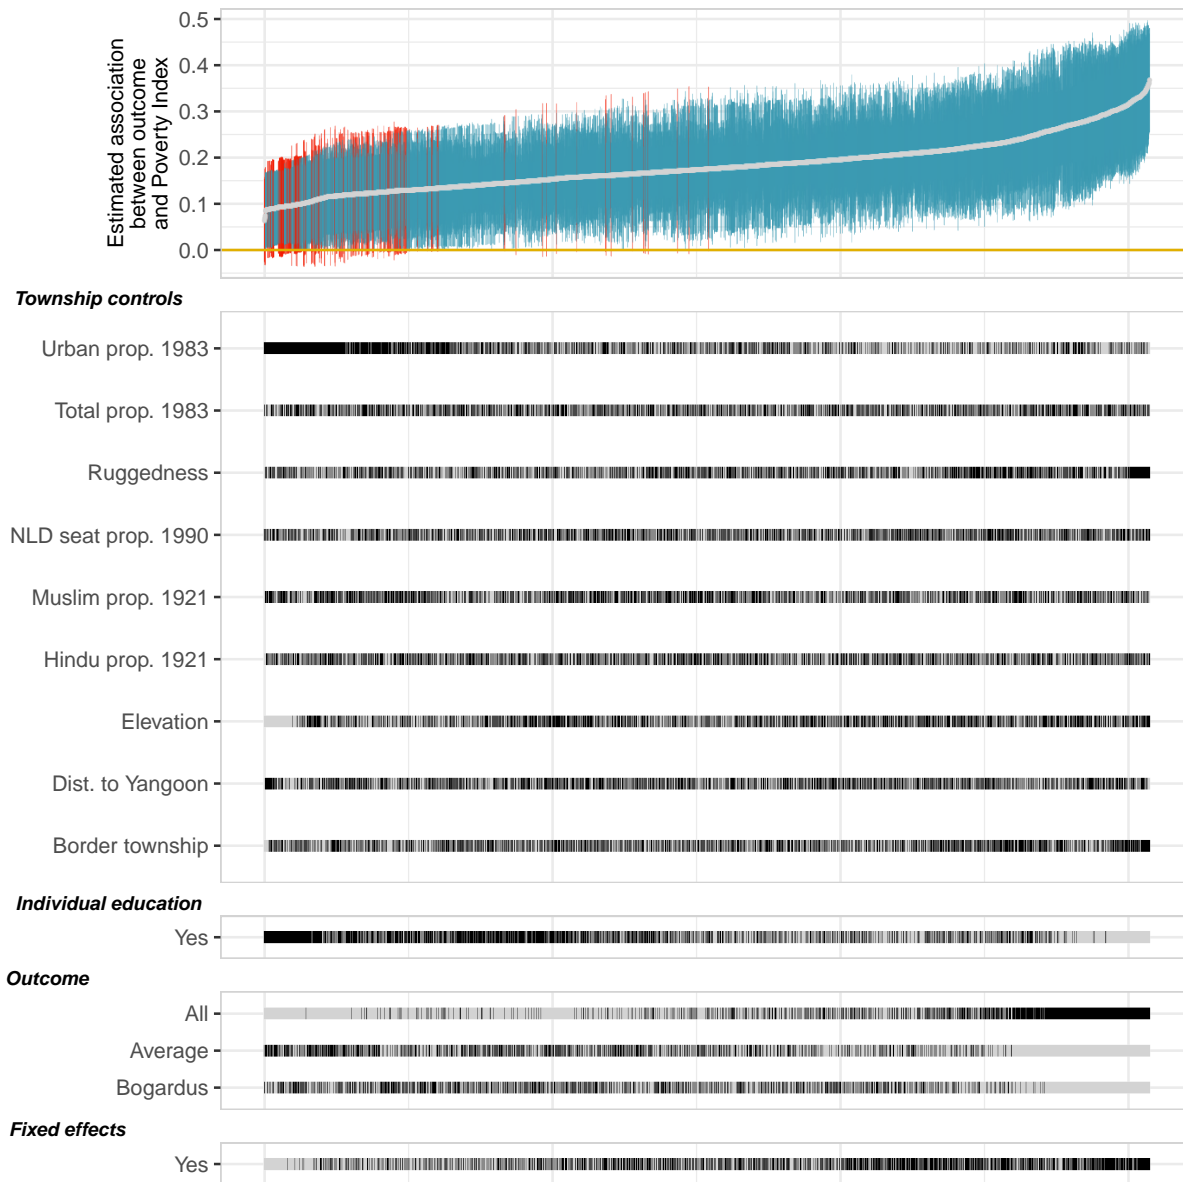 Estimated association
between outcome
and Poverty Index
0.5
0.4
0.3
0.2
0.1
0.0
Township controls
Urban prop. 1983
Total prop. 1983
Ruggedness
NLD seat prop. 1990
Muslim prop. 1921
Hindu prop. 1921
Elevation
Dist. to Yangoon
Border township
Individual education
Yes
Outcome
All
Average
Bogardus
Fixed effects
Yes